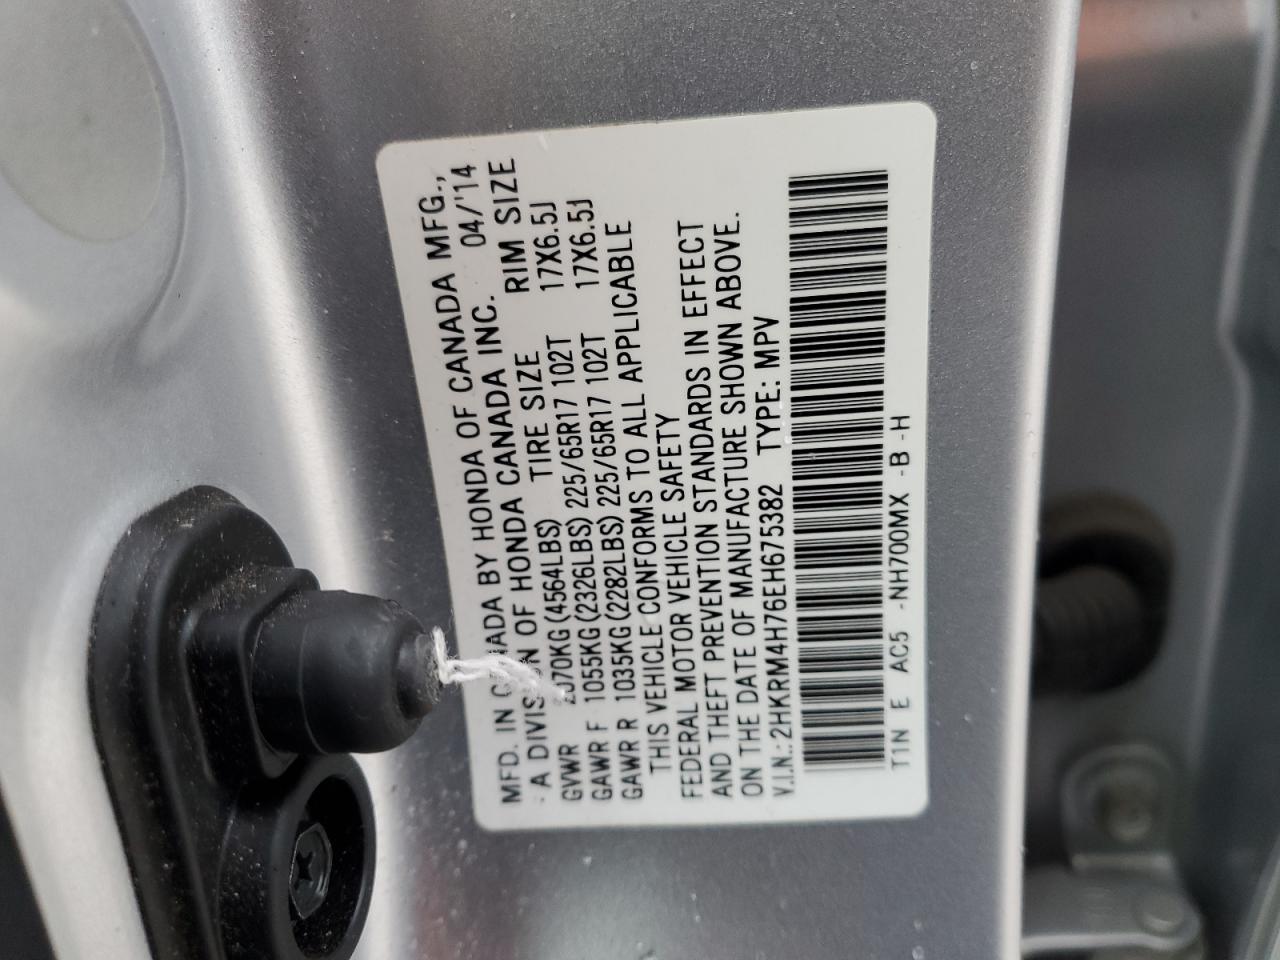 MFD. IN CANADA BY HONDA OF CANADA MFG.,
A DIVISION OF HONDA CANADA INC. 04/'14
TIRE SIZE RIM SIZE
GVWR 2070KG(4564LBS)
GAWR F 1055KG(2326LBS) 225/65R17 102T 17X6.5J
GAWR R 1035KG(2282LBS) 225/65R17 102T 17X6.5J
THIS VEHICLE CONFORMS TO ALL APPLICABLE
FEDERAL MOTOR VEHICLE SAFETY
AND THEFT PREVENTION STANDARDS IN EFFECT
ON THE DATE OF MANUFACTURE SHOWN ABOVE.
V.I.N.:2HKRM4H76EH675382 TYPE: MPV
T1N E AC5 -NH700MX -B -H